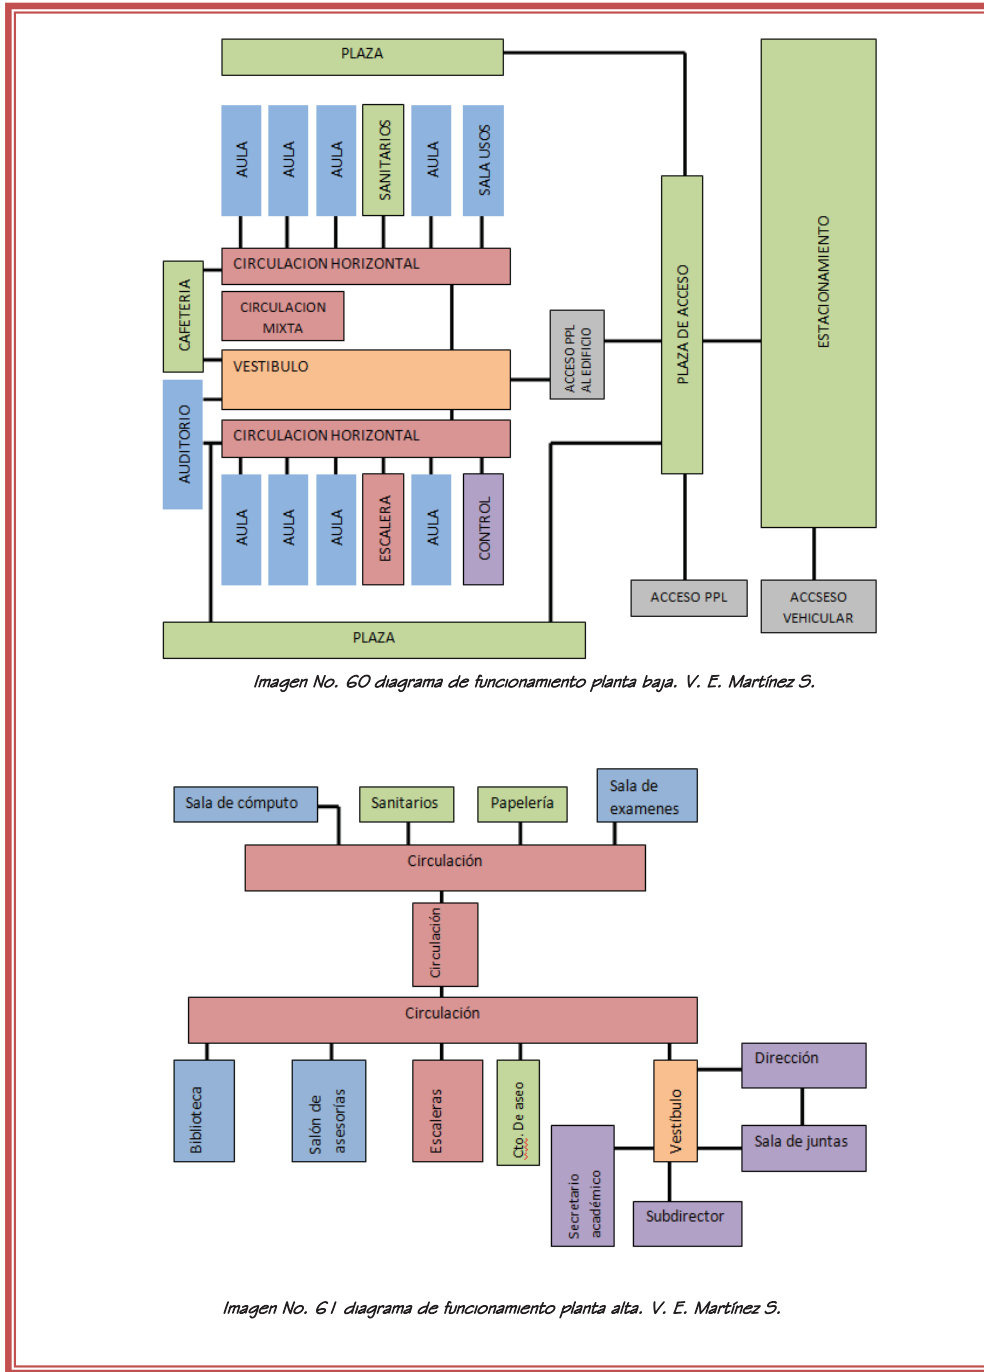 PLAZA
AULA
AULA
AULA
SANITARIOS
AULA
SALA USOS
CIRCULACION HORIZONTAL
CAFETERIA
CIRCULACION
MIXTA
VESTIBULO
ACCESO PPL
AL EDIFICIO
PLAZA DE ACCESO
ESTACIONAMIENTO
AUDITORIO
CIRCULACION HORIZONTAL
AULA
AULA
AULA
ESCALERA
AULA
CONTROL
ACCESO PPL
ACCSESO
VEHICULAR
PLAZA
Imagen No. 60 diagrama de funcionamiento planta baja. V. E. Martínez S.
Sala de cómputo
Sanitarios
Papelería
Sala de
examenes
Circulación
Circulación
Circulación
Biblioteca
Salón de
asesorías
Escaleras
Cto. De aseo
Vestíbulo
Dirección
Sala de juntas
Secretario
académico
Subdirector
Imagen No. 61 diagrama de funcionamiento planta alta. V. E. Martínez S.